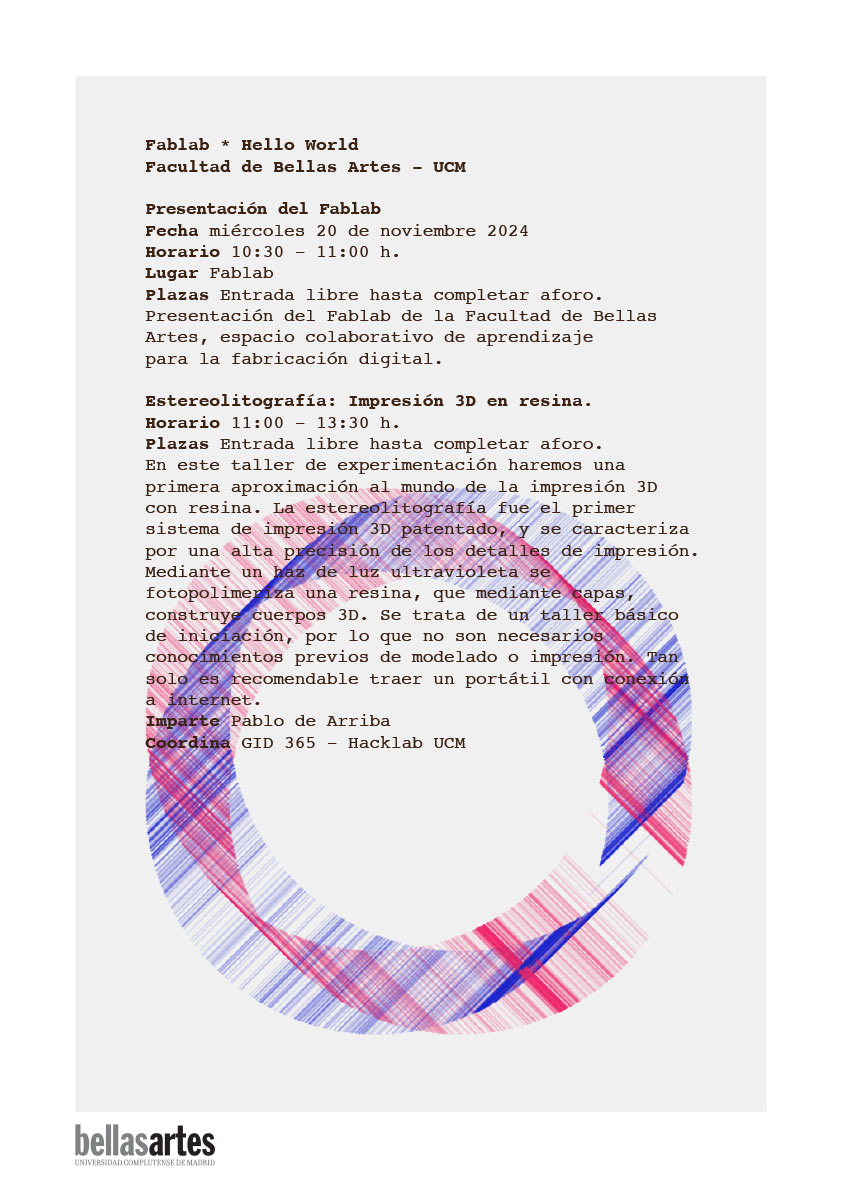 Fablab * Hello World
Facultad de Bellas Artes – UCM
Presentación del Fablab
Fecha miércoles 20 de noviembre 2024
Horario 10:30 – 11:00 h.
Lugar Fablab
Plazas Entrada libre hasta completar aforo.
Presentación del Fablab de la Facultad de Bellas
Artes, espacio colaborativo de aprendizaje
para la fabricación digital.
Estereolitografía: Impresión 3D en resina.
Horario 11:00 – 13:30 h.
Plazas Entrada libre hasta completar aforo.
En este taller de experimentación haremos una
primera aproximación al mundo de la impresión 3D
con resina. La estereolitografía fue el primer
sistema de impresión 3D patentado, y se caracteriza
por una alta precisión de los detalles de impresión.
Mediante un haz de luz ultravioleta se
fotopolimeriza una resina, que mediante capas,
construye cuerpos 3D. Se trata de un taller básico
de iniciación, por lo que no son necesarios
conocimientos previos de modelado o impresión. Tan
solo es recomendable traer un portátil con conexión
a internet.
Imparte Pablo de Arriba
Coordina GID 365 – Hacklab UCM
bellasartes
UNIVERSIDAD COMPLUTENSE DE MADRID